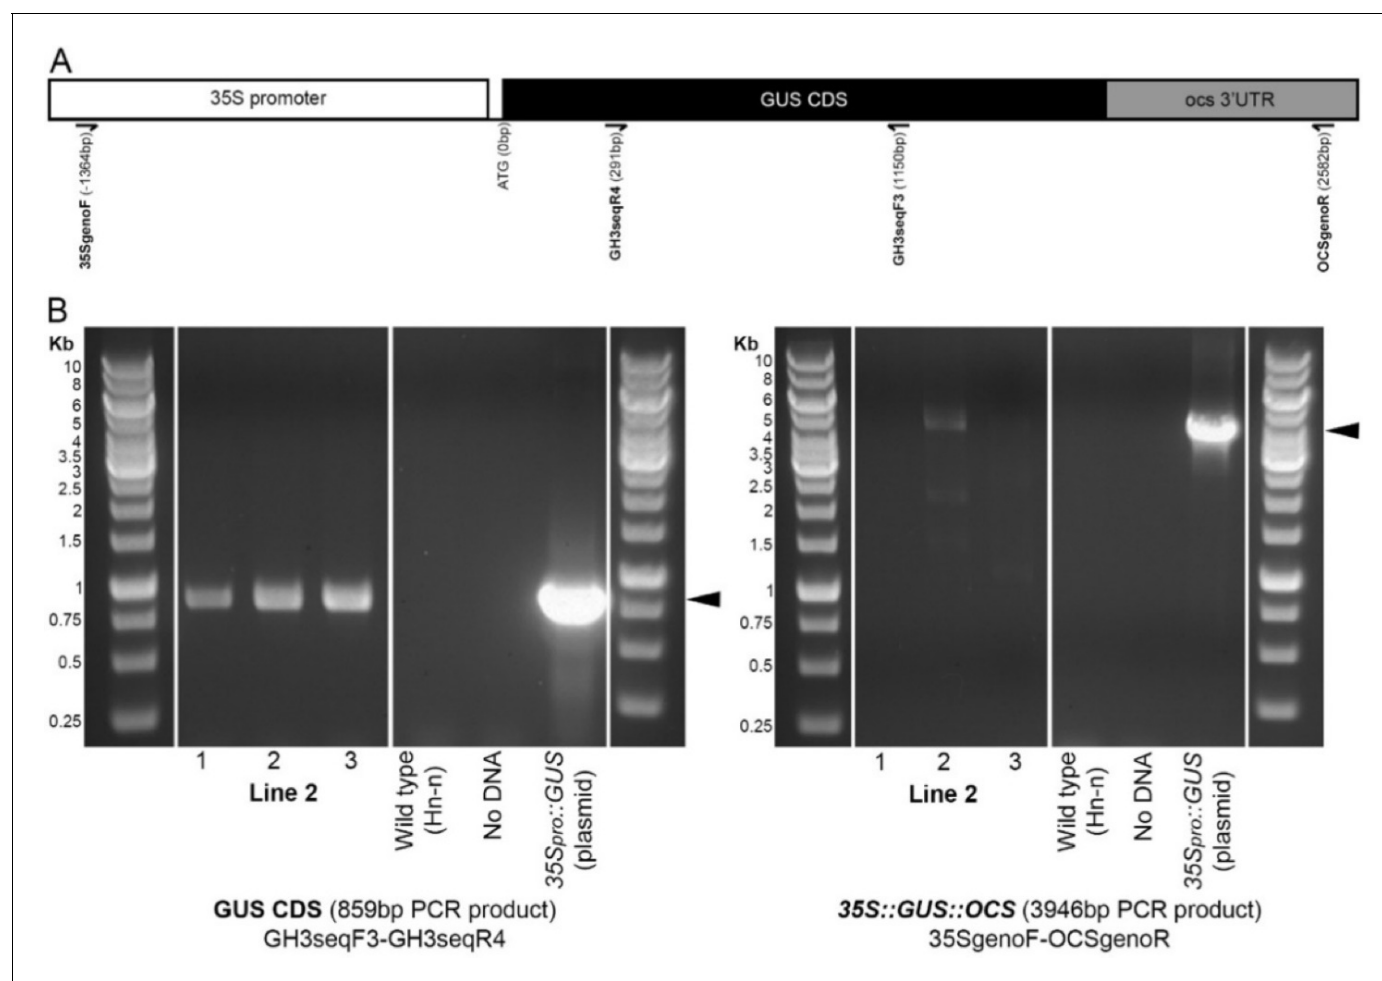 A
35S promoter
GUS CDS
ocs 3'UTR
35SgenoF (-1364bp)
ATG (0bp)
GH3seqR4 (291bp)
GH3seqF3 (1150bp)
OCSgenoR (2582bp)
B
Kb
10
8
6
5
4
3.5
3
2.5
2
1.5
1
0.75
0.5
0.25
1 2 3
Line 2
Wild type
(Hn-n)
No DNA
35Spro::GUS
(plasmid)
GUS CDS (859bp PCR product)
GH3seqF3-GH3seqR4
Kb
10
8
6
5
4
3.5
3
2.5
2
1.5
1
0.75
0.5
0.25
1 2 3
Line 2
Wild type
(Hn-n)
No DNA
35Spro::GUS
(plasmid)
35S::GUS::OCS (3946bp PCR product)
35SgenoF-OCSgenoR